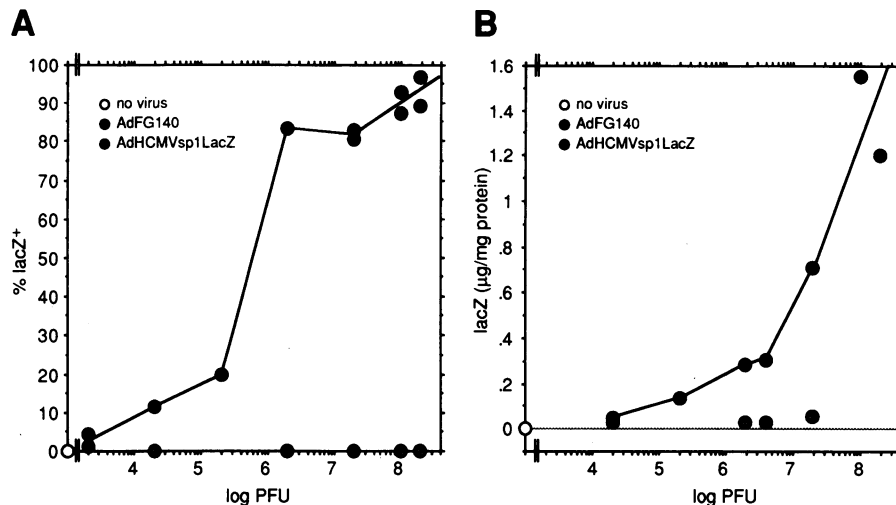 A
100
90
80
70
60
50
40
30
20
10
0
% lacZ+
no virus
AdFG140
AdHCMVsp1LacZ
4 5 6 7 8
log PFU
B
1.6
1.4
1.2
1
.8
.6
.4
.2
0
lacZ (µg/mg protein)
no virus
AdFG140
AdHCMVsp1LacZ
4 5 6 7 8
log PFU